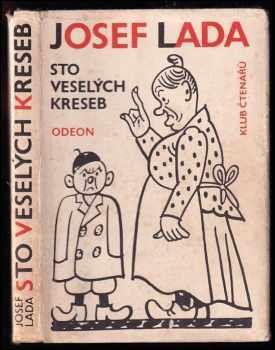 JOSEF LADA
STO
VESELÝCH
KRESEB
ODEON
KLUB ČTENÁŘŮ
JOSEF
LADA
STO VESELÝCH KRESEB